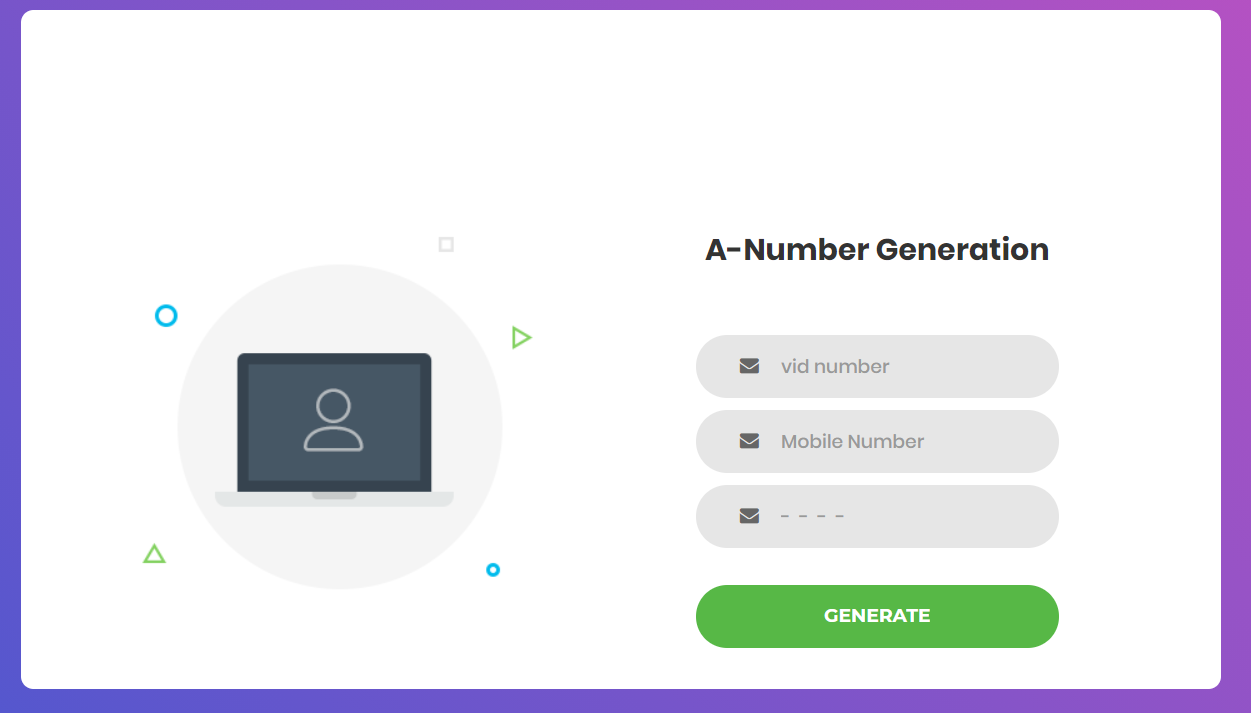 A-Number Generation
vid number
Mobile Number
- - - -
GENERATE